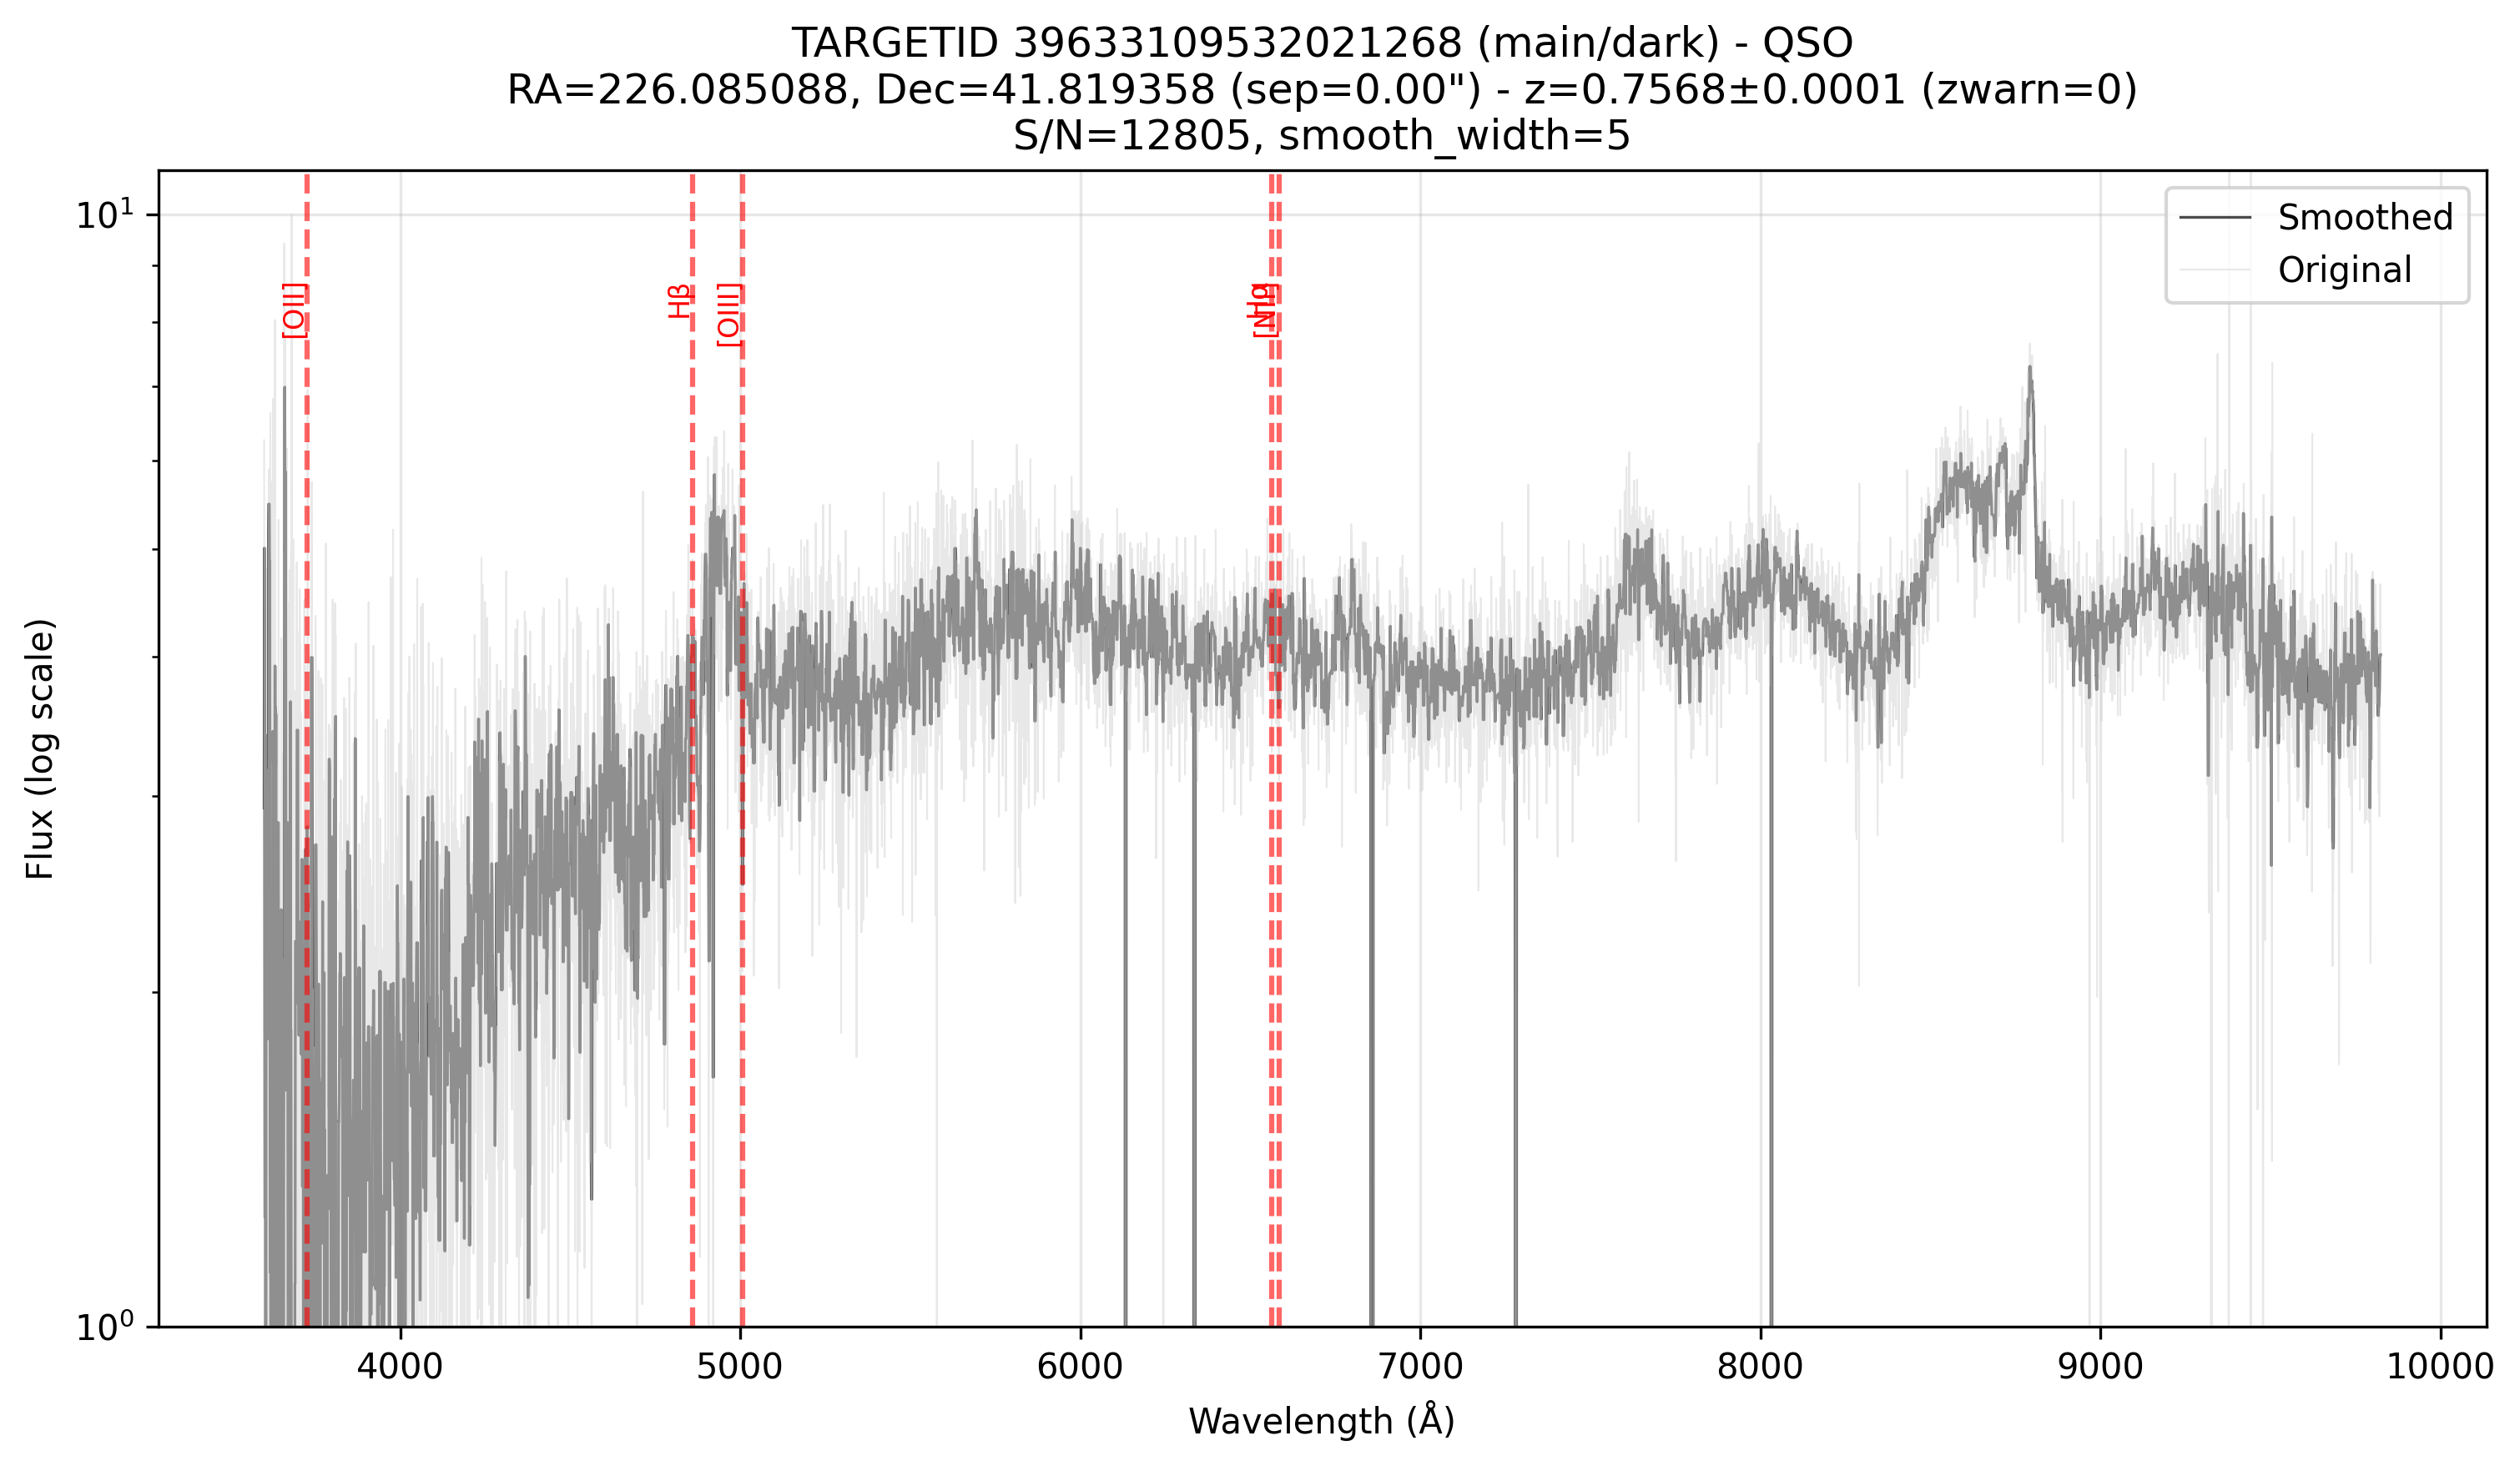 TARGETID 39633109532021268 (main/dark) - QSO
RA=226.085088, Dec=41.819358 (sep=0.00") - z=0.7568±0.0001 (zwarn=0)
S/N=12805, smooth_width=5
10¹
10⁰
Flux (log scale)
[OII]
Hβ
[OIII]
Hα
[NII]
Smoothed
Original
4000
5000
6000
7000
8000
9000
10000
Wavelength (Å)